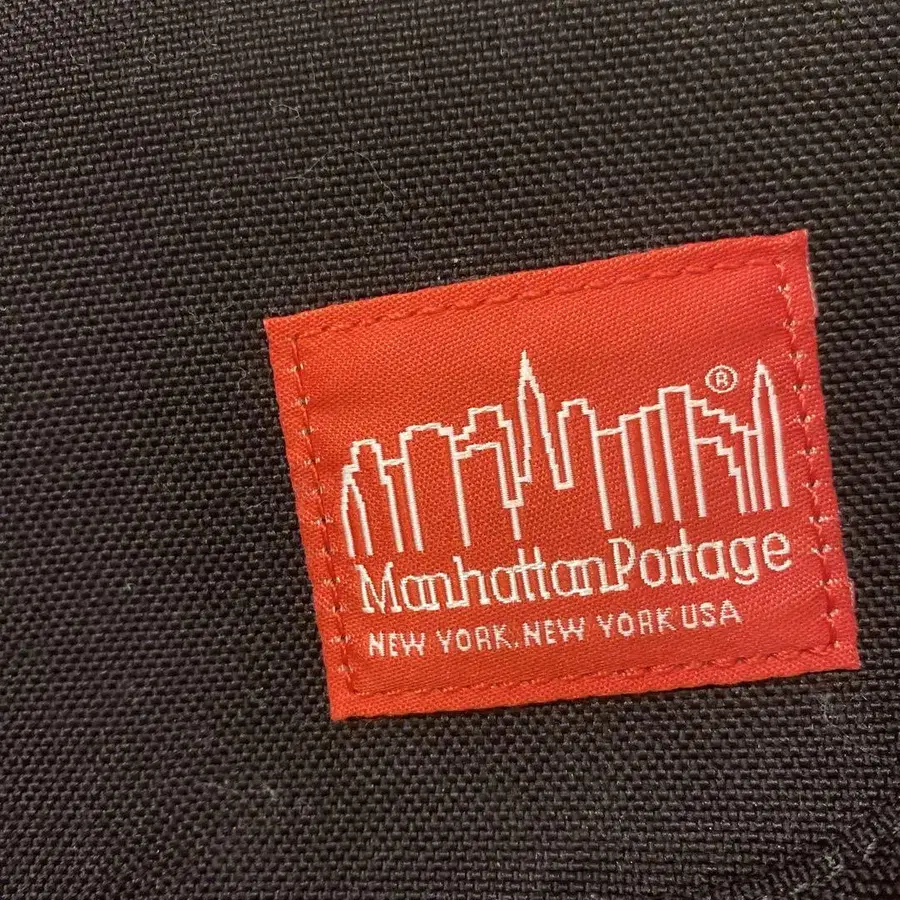 ®
ManhattanPortage
NEW YORK, NEW YORK USA